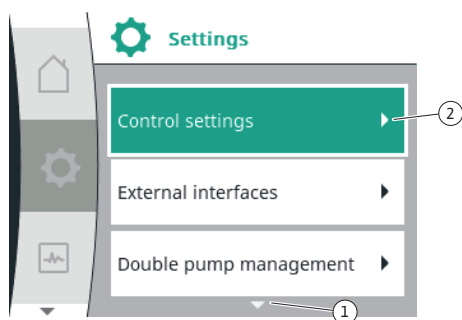 Settings
Control settings
2
External interfaces
Double pump management
1